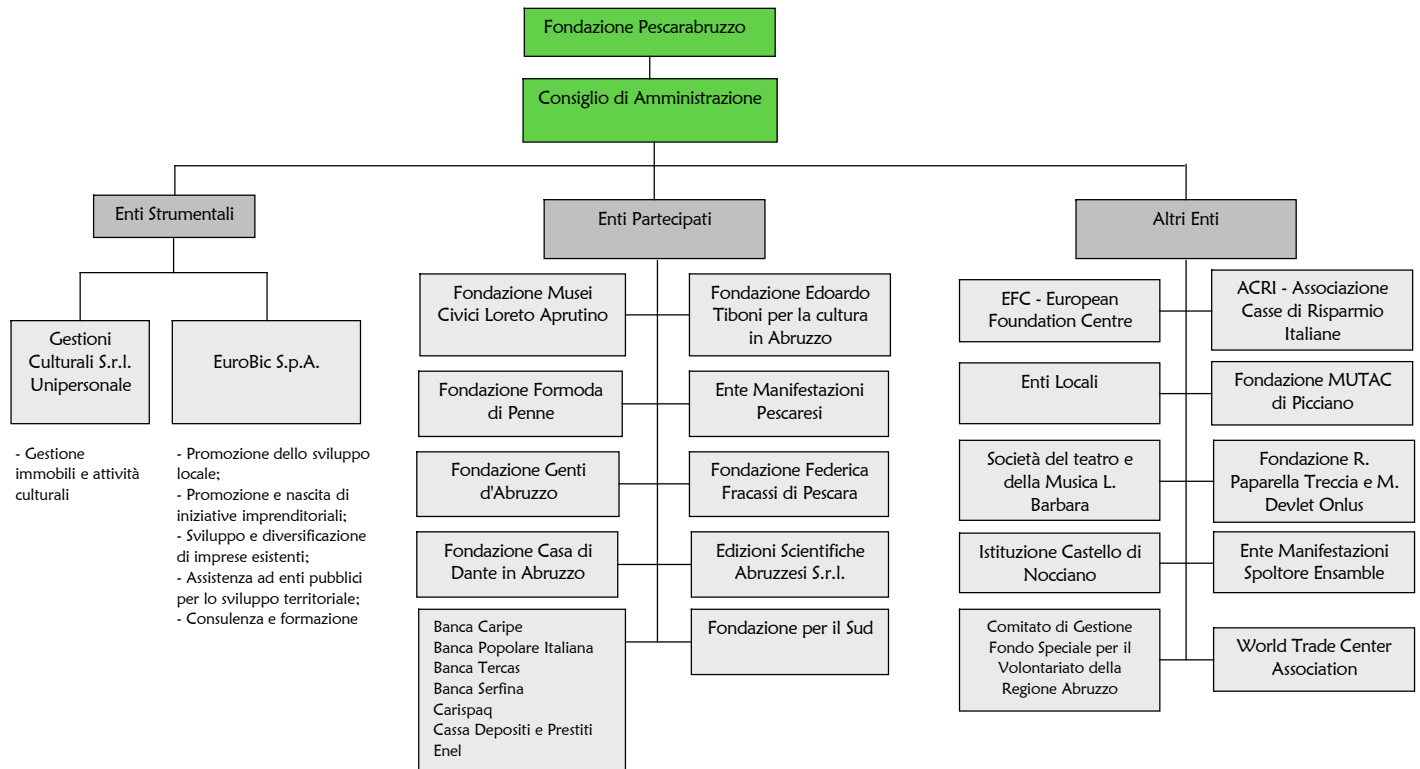 Fondazione Pescarabruzzo
Consiglio di Amministrazione
Enti Strumentali
Enti Partecipati
Altri Enti
Gestioni
Culturali S.r.l.
Unipersonale
EuroBic S.p.A.
- Gestione
immobili e attività
culturali
- Promozione dello sviluppo
locale;
- Promozione e nascita di
iniziative imprenditoriali;
- Sviluppo e diversificazione
di imprese esistenti;
- Assistenza ad enti pubblici
per lo sviluppo territoriale;
- Consulenza e formazione
Fondazione Musei
Civici Loreto Aprutino
Fondazione Edoardo
Tiboni per la cultura
in Abruzzo
Fondazione Formoda
di Penne
Ente Manifestazioni
Pescaresi
Fondazione Genti
d'Abruzzo
Fondazione Federica
Fracassi di Pescara
Fondazione Casa di
Dante in Abruzzo
Edizioni Scientifiche
Abruzzesi S.r.l.
Banca Caripe
Banca Popolare Italiana
Banca Tercas
Banca Serfina
Carispaq
Cassa Depositi e Prestiti
Enel
Fondazione per il Sud
EFC - European
Foundation Centre
ACRI - Associazione
Casse di Risparmio
Italiane
Enti Locali
Fondazione MUTAC
di Picciano
Società del teatro e
della Musica L.
Barbara
Fondazione R.
Paparella Treccia e M.
Devlet Onlus
Istituzione Castello di
Nocciano
Ente Manifestazioni
Spoltore Ensamble
Comitato di Gestione
Fondo Speciale per il
Volontariato della
Regione Abruzzo
World Trade Center
Association